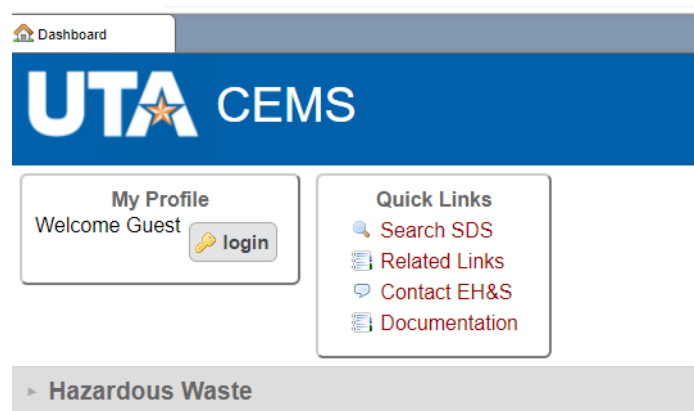 Dashboard
UTA CEMS
My Profile
Welcome Guest
login
Quick Links
Search SDS
Related Links
Contact EH&S
Documentation
Hazardous Waste